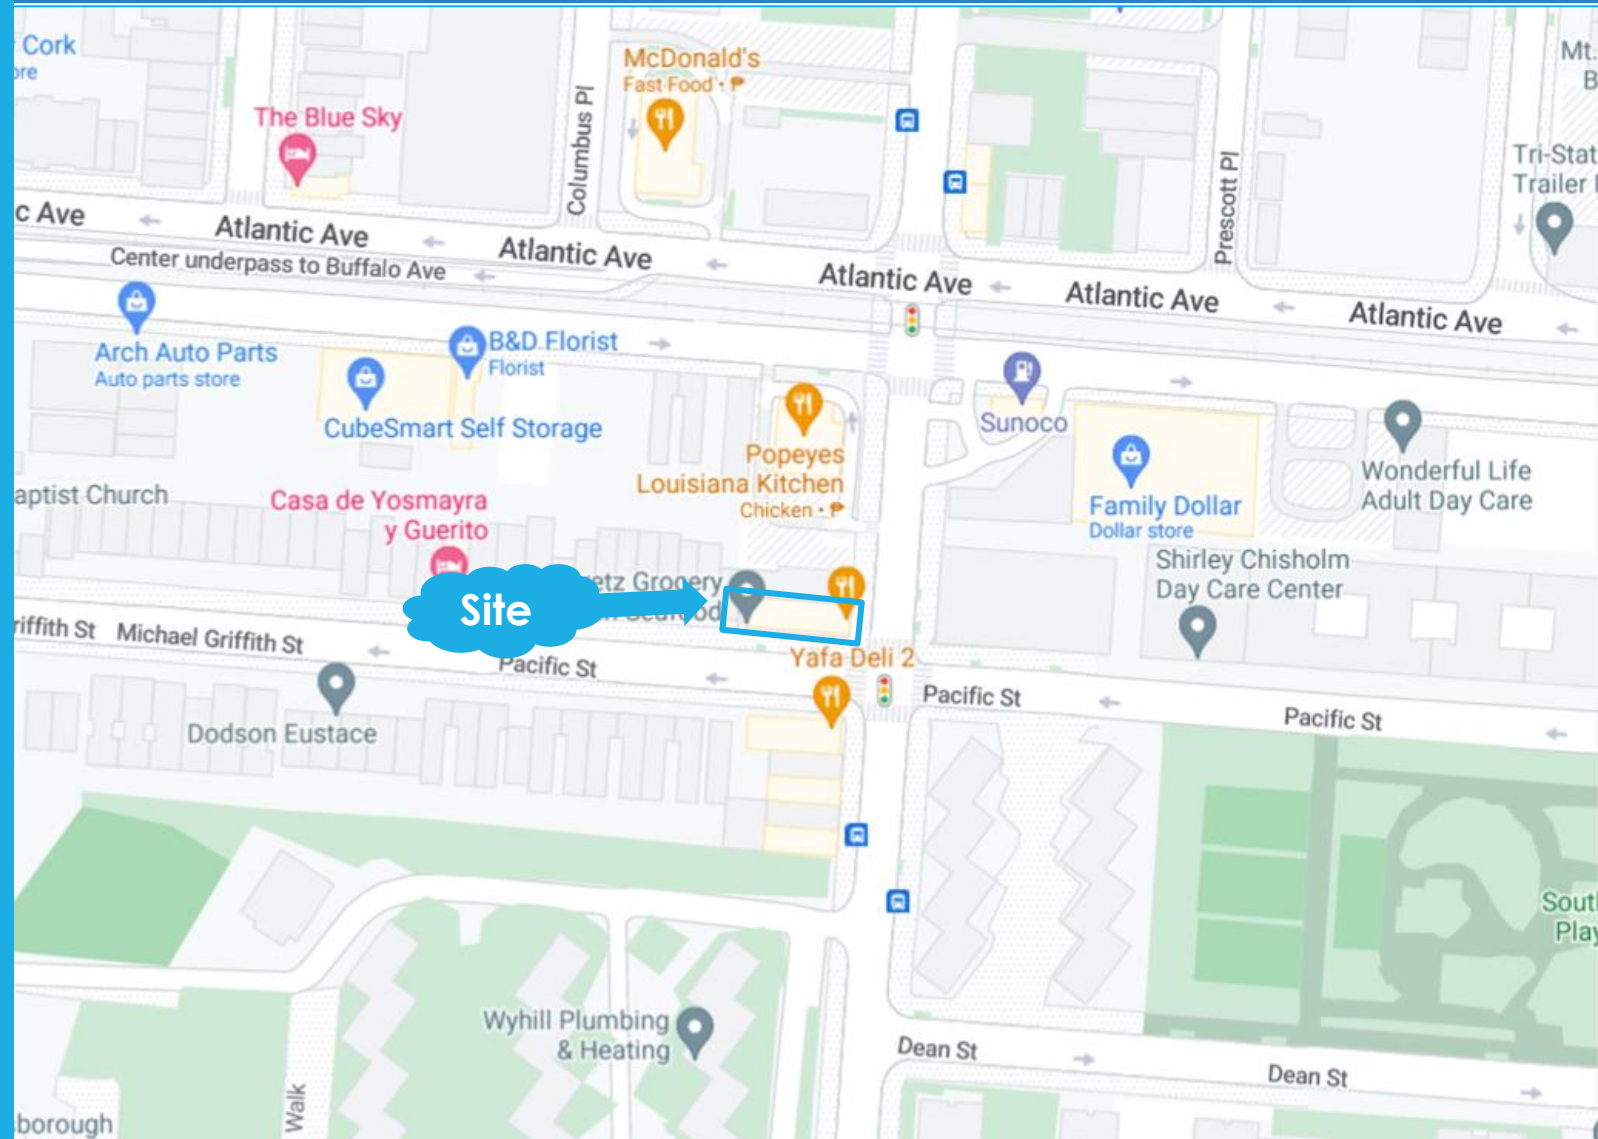 Cork
ore
The Blue Sky
McDonald's
Fast Food
Columbus Pl
Prescott Pl
Mt.
B
Tri-Stat
Trailer
c Ave
Atlantic Ave
Atlantic Ave
Atlantic Ave
Atlantic Ave
Atlantic Ave
Center underpass to Buffalo Ave
Arch Auto Parts
Auto parts store
B&D Florist
Florist
CubeSmart Self Storage
Sunoco
Popeyes
Louisiana Kitchen
Chicken
Family Dollar
Dollar store
Wonderful Life
Adult Day Care
aptist Church
Casa de Yosmayra
y Guerito
Shirley Chisholm
Day Care Center
etz Grocery
Site
riffith St
Michael Griffith St
Pacific St
Yafa Deli 2
Pacific St
Pacific St
Dodson Eustace
Sout
Play
Wyhill Plumbing
& Heating
Dean St
Dean St
Walk
borough